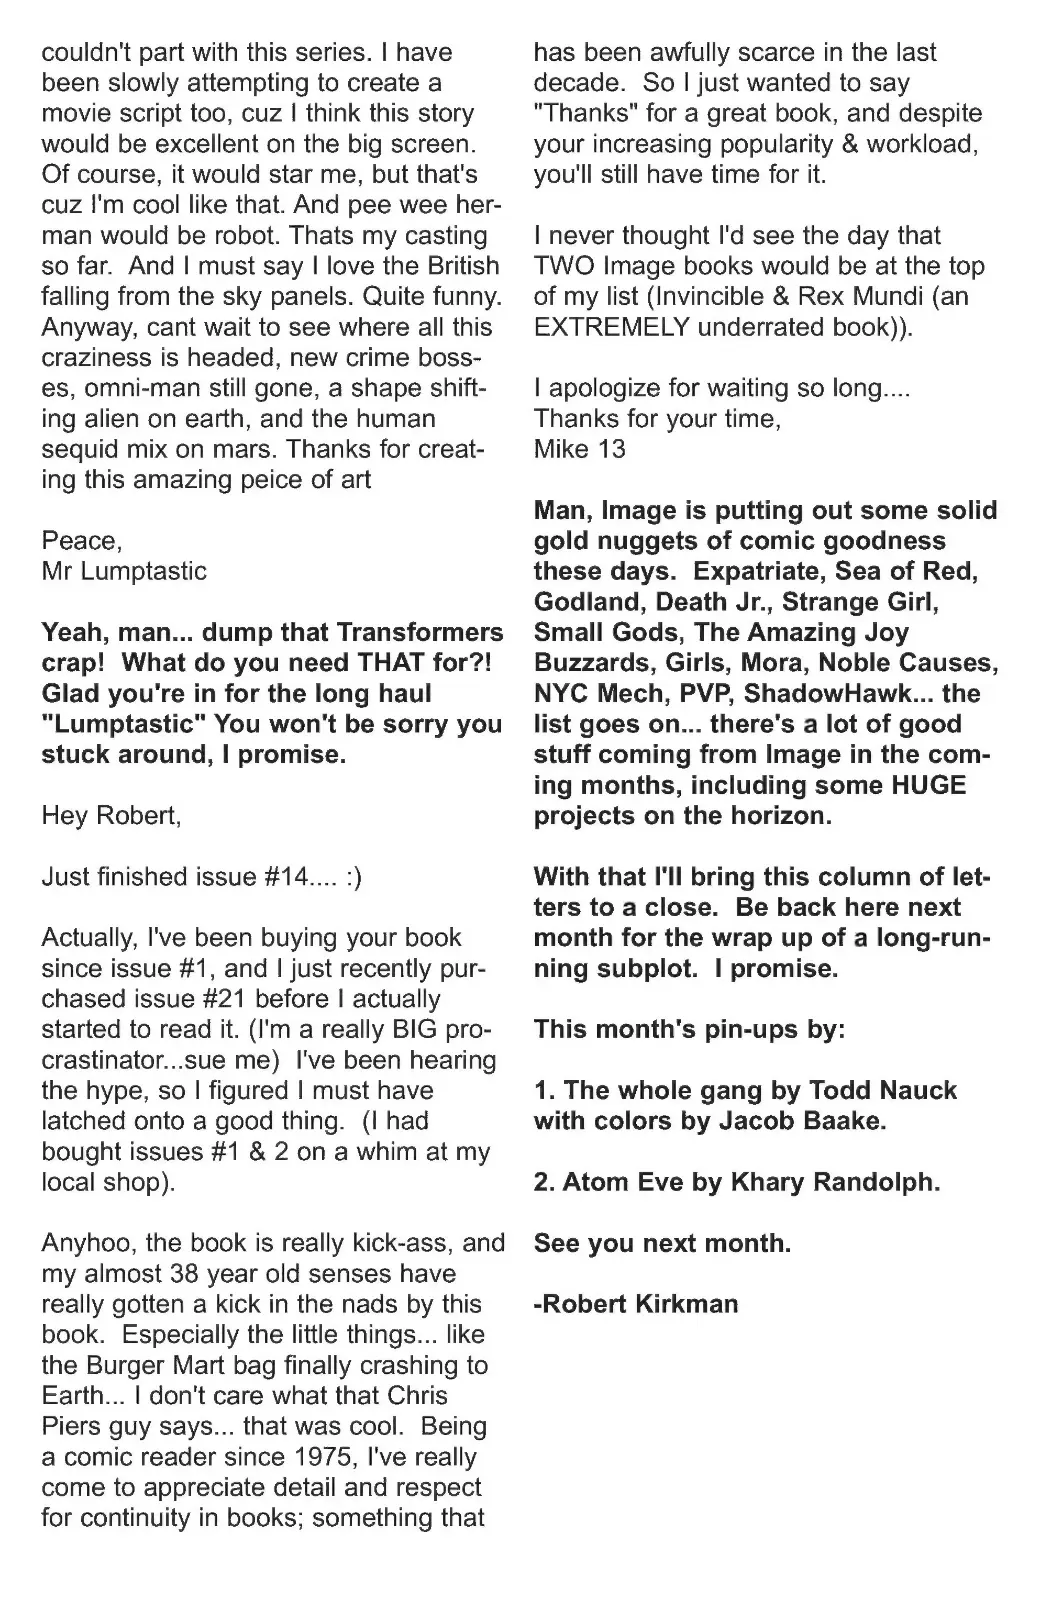 couldn't part with this series. I have
been slowly attempting to create a
movie script too, cuz I think this story
would be excellent on the big screen.
Of course, it would star me, but that's
cuz I'm cool like that. And pee wee her-
man would be robot. Thats my casting
so far.  And I must say I love the British
falling from the sky panels. Quite funny.
Anyway, cant wait to see where all this
craziness is headed, new crime boss-
es, omni-man still gone, a shape shift-
ing alien on earth, and the human
sequid mix on mars. Thanks for creat-
ing this amazing peice of art

Peace,
Mr Lumptastic

Yeah, man... dump that Transformers
crap!  What do you need THAT for?!
Glad you're in for the long haul
"Lumptastic" You won't be sorry you
stuck around, I promise.

Hey Robert,

Just finished issue #14.... :)

Actually, I've been buying your book
since issue #1, and I just recently pur-
chased issue #21 before I actually
started to read it. (I'm a really BIG pro-
crastinator...sue me)  I've been hearing
the hype, so I figured I must have
latched onto a good thing.  (I had
bought issues #1 & 2 on a whim at my
local shop).

Anyhoo, the book is really kick-ass, and
my almost 38 year old senses have
really gotten a kick in the nads by this
book.  Especially the little things... like
the Burger Mart bag finally crashing to
Earth... I don't care what that Chris
Piers guy says... that was cool.  Being
a comic reader since 1975, I've really
come to appreciate detail and respect
for continuity in books; something that
has been awfully scarce in the last
decade.  So I just wanted to say
"Thanks" for a great book, and despite
your increasing popularity & workload,
you'll still have time for it.

I never thought I'd see the day that
TWO Image books would be at the top
of my list (Invincible & Rex Mundi (an
EXTREMELY underrated book)).

I apologize for waiting so long....
Thanks for your time,
Mike 13

Man, Image is putting out some solid
gold nuggets of comic goodness
these days.  Expatriate, Sea of Red,
Godland, Death Jr., Strange Girl,
Small Gods, The Amazing Joy
Buzzards, Girls, Mora, Noble Causes,
NYC Mech, PVP, ShadowHawk... the
list goes on... there's a lot of good
stuff coming from Image in the com-
ing months, including some HUGE
projects on the horizon.

With that I'll bring this column of let-
ters to a close.  Be back here next
month for the wrap up of a long-run-
ning subplot.  I promise.

This month's pin-ups by:

1. The whole gang by Todd Nauck
with colors by Jacob Baake.

2. Atom Eve by Khary Randolph.

See you next month.

-Robert Kirkman